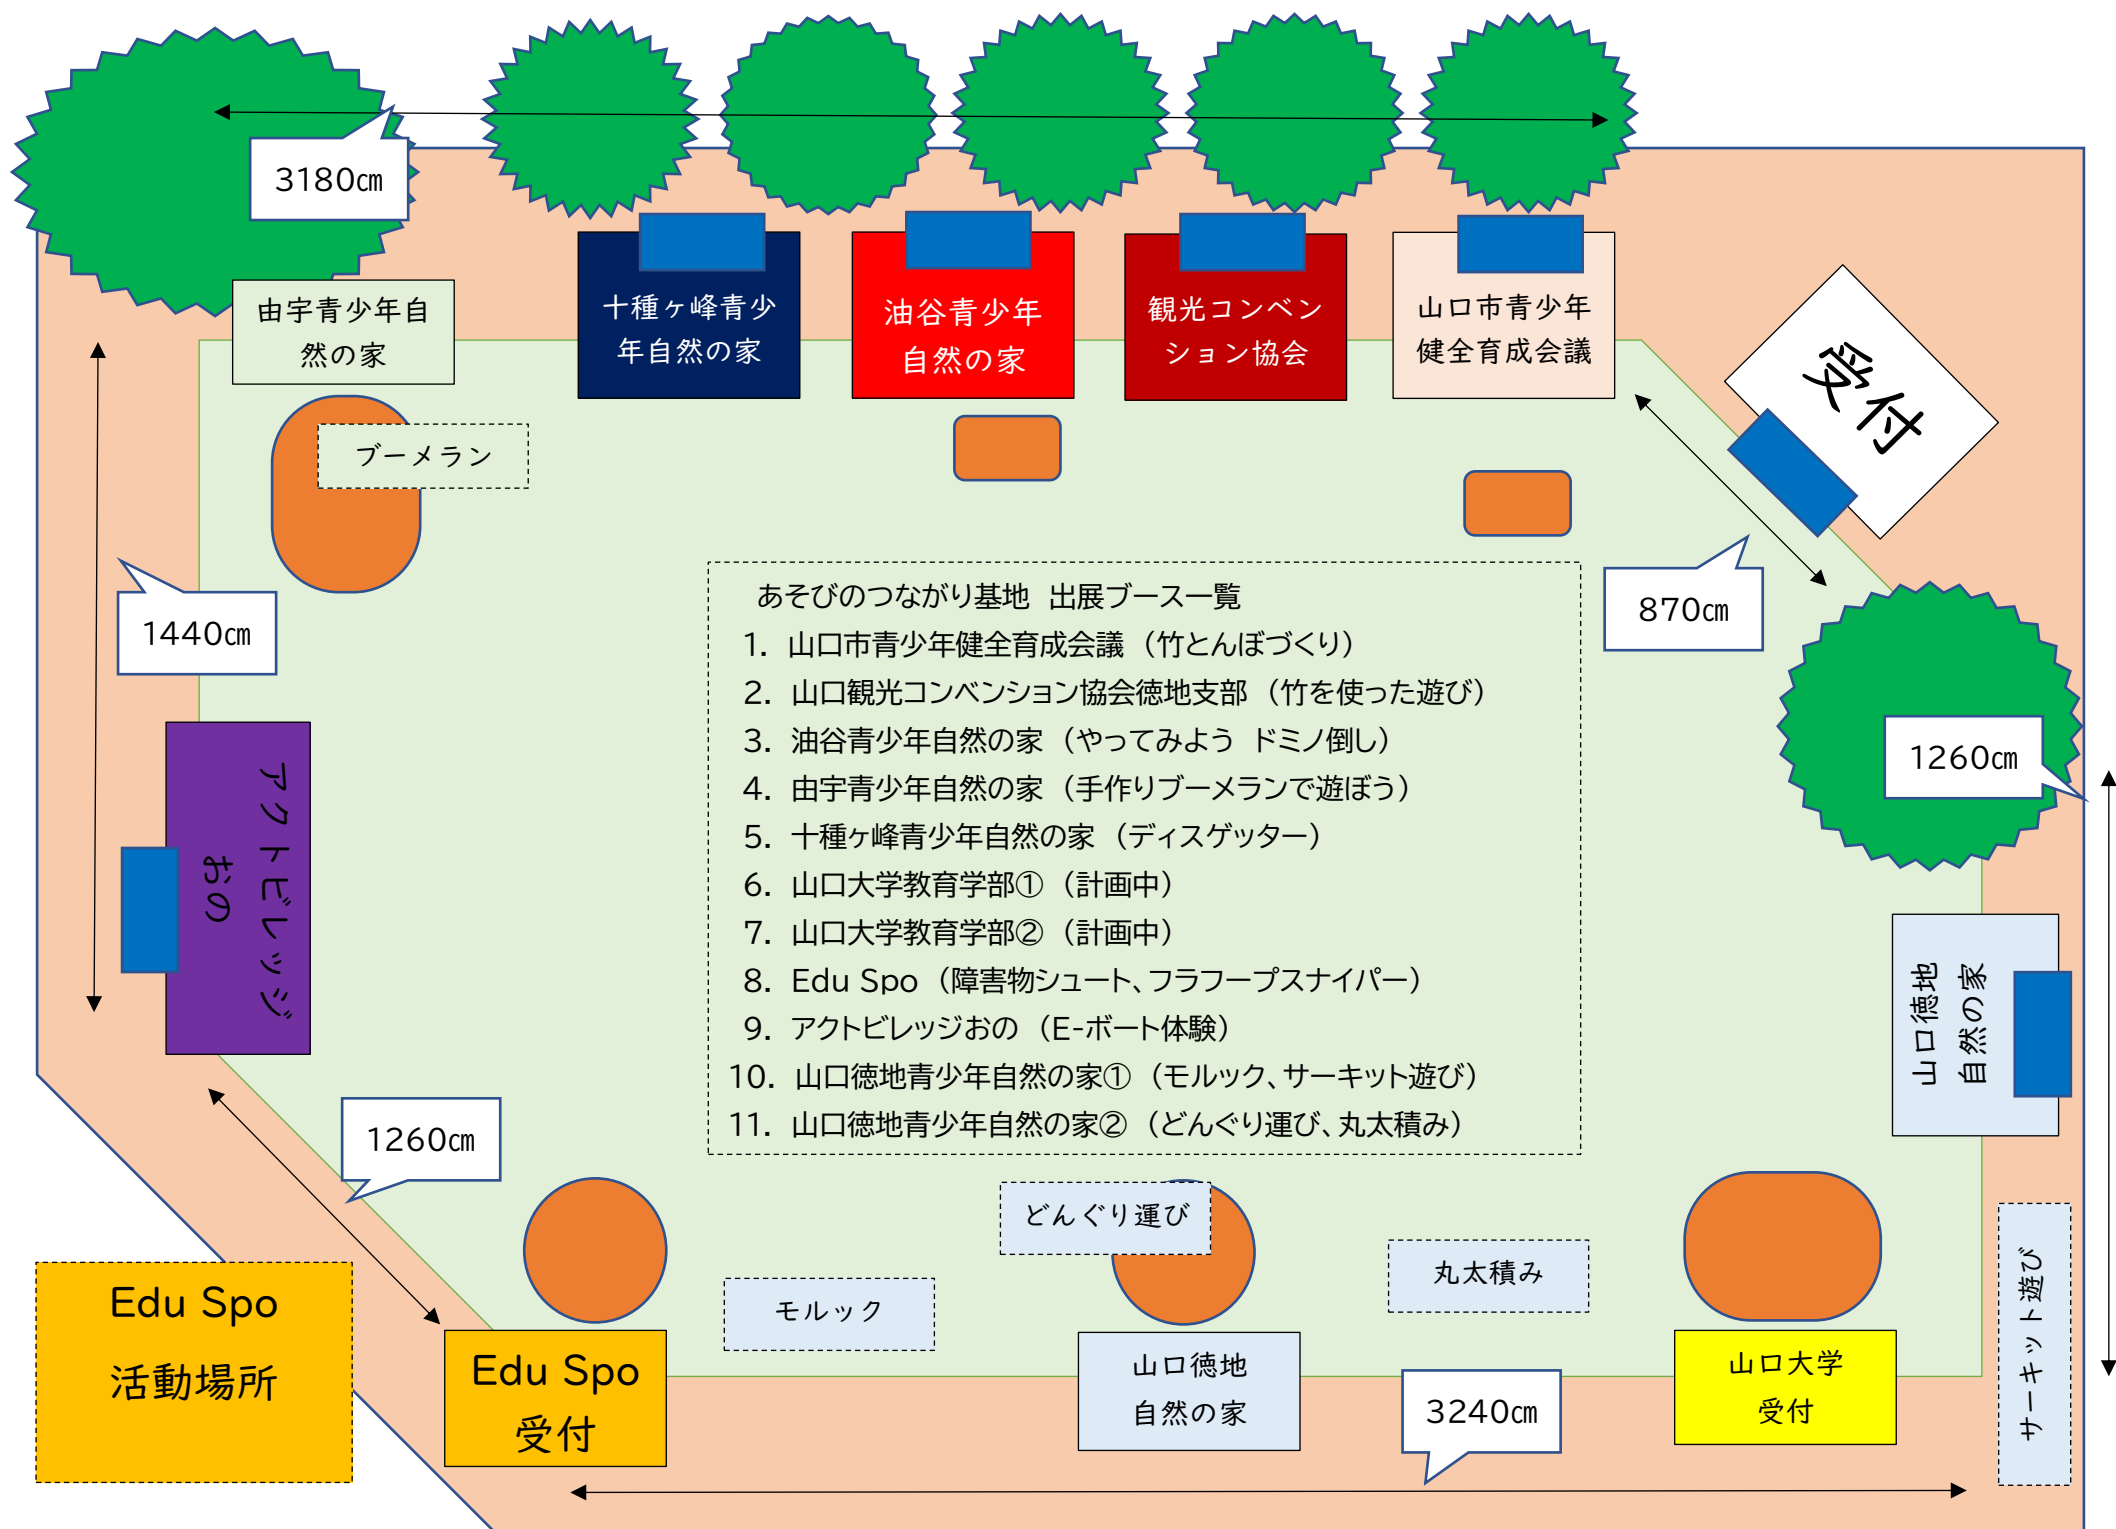 3180㎝
由宇青少年自
然の家
十種ヶ峰青少
年自然の家
油谷青少年
自然の家
観光コンベン
ション協会
山口市青少年
健全育成会議
受付
ブーメラン
1440㎝
870㎝
1260㎝
あそびのつながり基地 出展ブース一覧
1. 山口市青少年健全育成会議（竹とんぼづくり）
2. 山口観光コンベンション協会徳地支部（竹を使った遊び）
3. 油谷青少年自然の家（やってみよう ドミノ倒し）
4. 由宇青少年自然の家（手作りブーメランで遊ぼう）
5. 十種ヶ峰青少年自然の家（ディスゲッター）
6. 山口大学教育学部①（計画中）
7. 山口大学教育学部②（計画中）
8. Edu Spo（障害物シュート、フラフープスナイパー）
9. アクトビレッジおの（E-ボート体験）
10. 山口徳地青少年自然の家①（モルック、サーキット遊び）
11. 山口徳地青少年自然の家②（どんぐり運び、丸太積み）
アクトビレッジ
おの
山口徳地
自然の家
1260㎝
どんぐり運び
モルック
丸太積み
サーキット遊び
Edu Spo
活動場所
Edu Spo
受付
山口徳地
自然の家
3240㎝
山口大学
受付